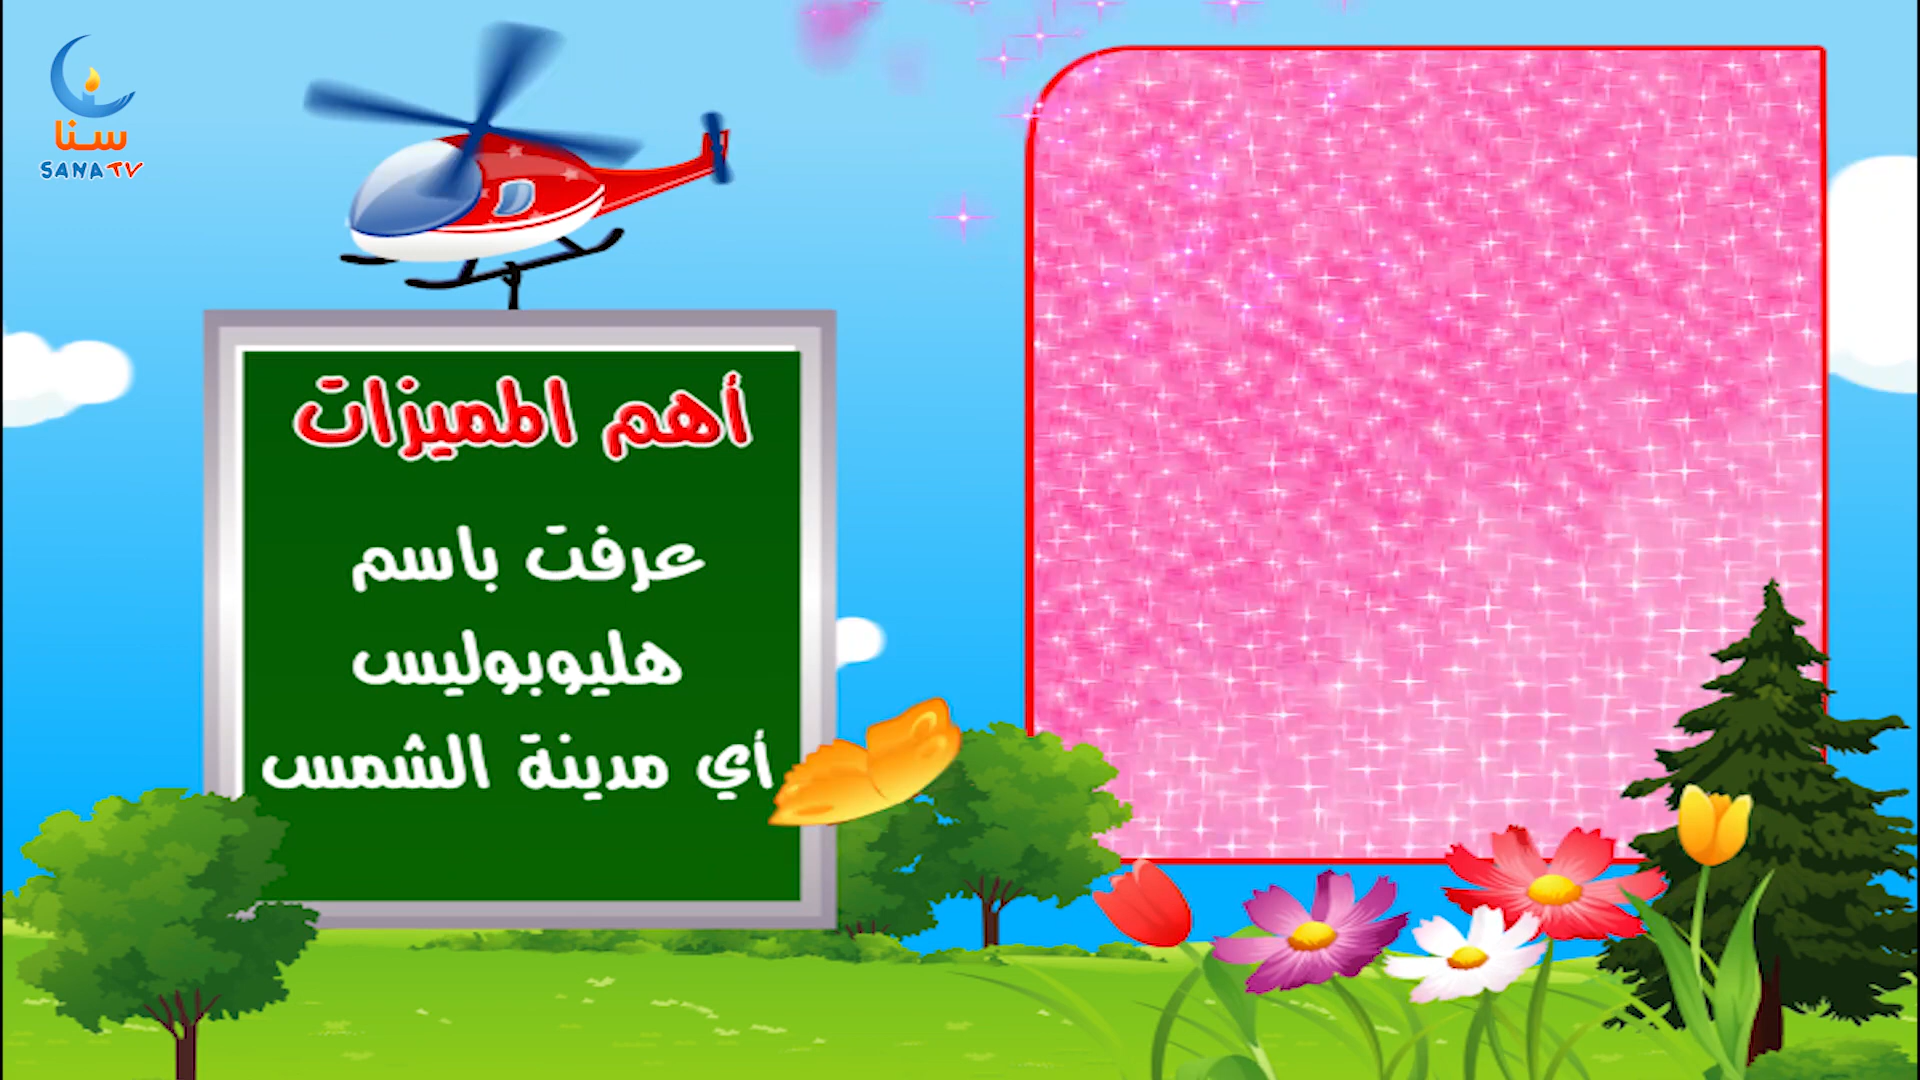 سنا
SANA TV
أهم المميزات
عرفت باسم
هليوبوليس
أي مدينة الشمس